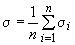 σ = 1/n ∑_{i=1}^{n} σ_i